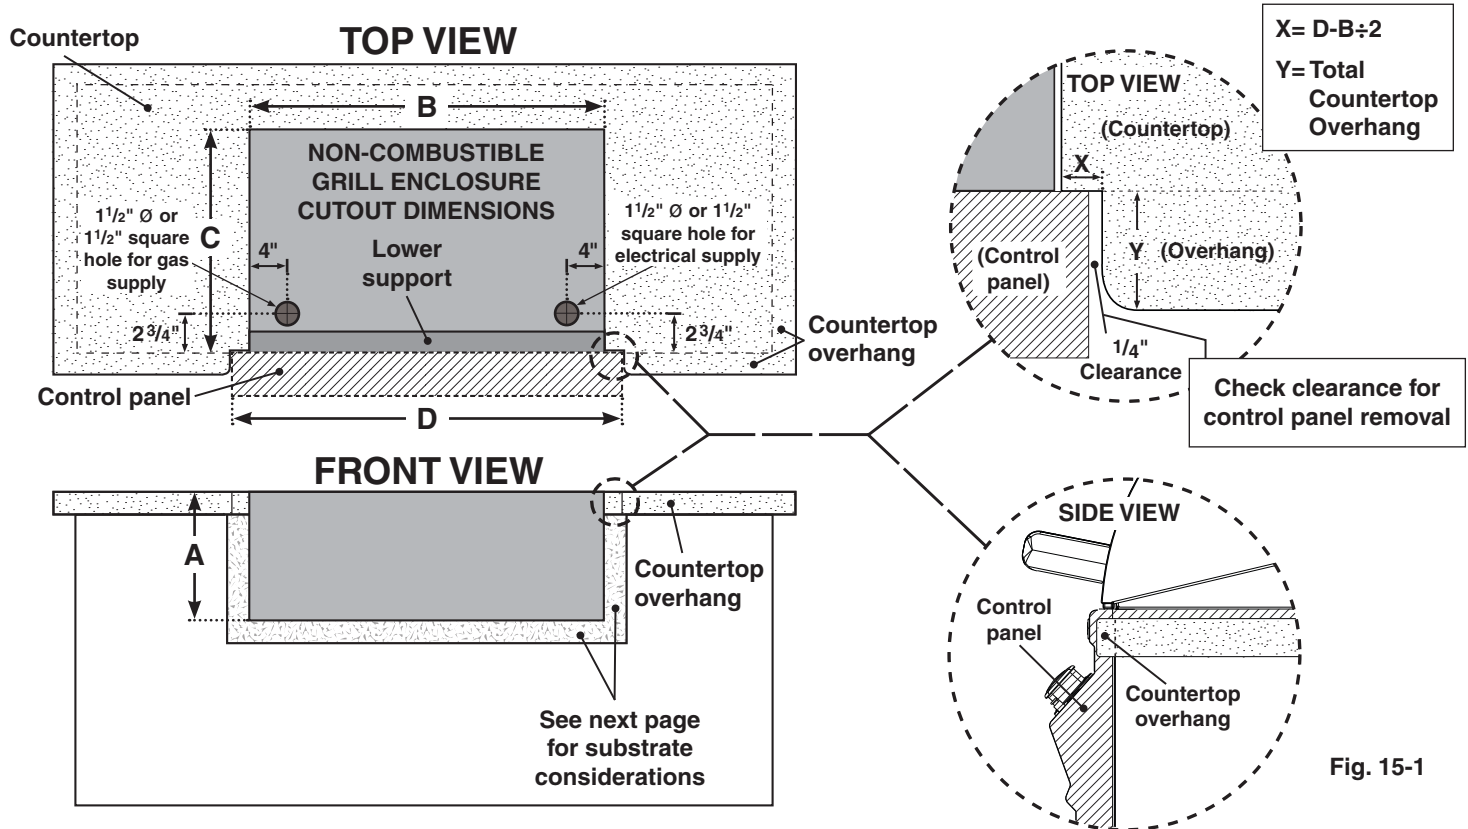 Countertop
TOP VIEW
B
NON-COMBUSTIBLE
GRILL ENCLOSURE
CUTOUT DIMENSIONS
1 1/2" Ø or
1 1/2" square
hole for gas
supply
C
4"
Lower
support
4"
1 1/2" Ø or 1 1/2"
square hole for
electrical supply
2 3/4"
2 3/4"
Countertop
overhang
Control panel
D
X= D-B÷2
Y= Total
Countertop
Overhang
TOP VIEW
(Countertop)
X
(Control
panel)
Y
(Overhang)
1/4"
Clearance
Check clearance for
control panel removal
FRONT VIEW
A
Countertop
overhang
See next page
for substrate
considerations
SIDE VIEW
Control
panel
Countertop
overhang
Fig. 15-1